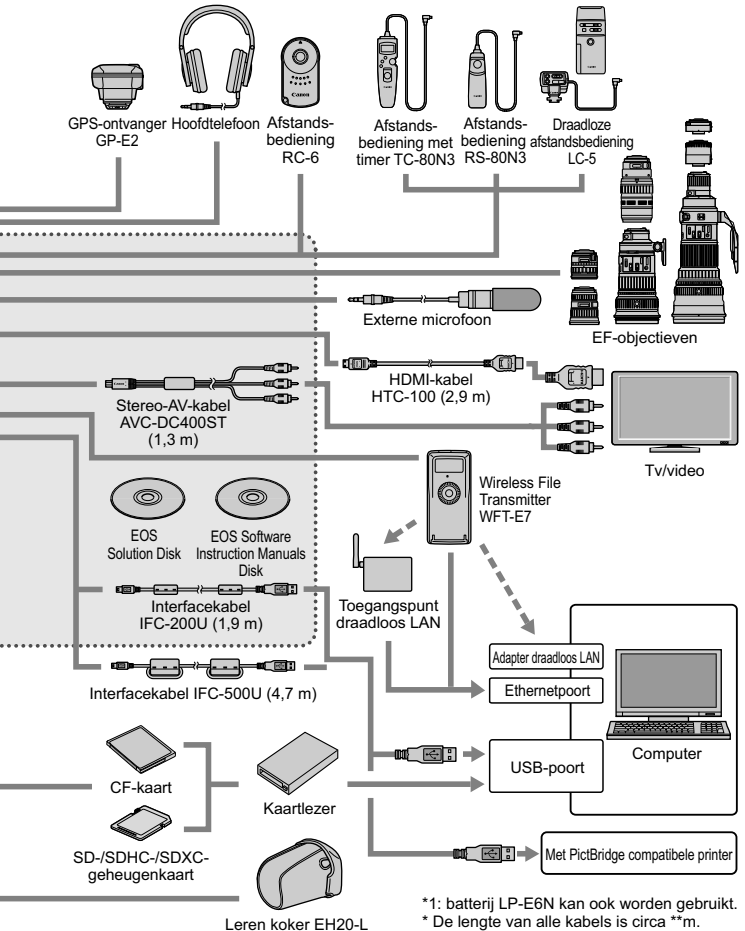 GPS-ontvanger
GP-E2
Hoofdtelefoon
Canon
Afstands-
bediening
RC-6
Afstands-
bediening met
timer TC-80N3
Afstands-
bediening
RS-80N3
Draadloze
afstandsbediening
LC-5
Externe microfoon
EF-objectieven
HDMI-kabel
HTC-100 (2,9 m)
Stereo-AV-kabel
AVC-DC400ST
(1,3 m)
Tv/video
Wireless File
Transmitter
WFT-E7
EOS
Solution Disk
EOS Software
Instruction Manuals
Disk
Interfacekabel
IFC-200U (1,9 m)
Toegangspunt
draadloos LAN
Adapter draadloos LAN
Ethernetpoort
Interfacekabel IFC-500U (4,7 m)
USB-poort
Computer
CF-kaart
Kaartlezer
SD-/SDHC-/SDXC-
geheugenkaart
Met PictBridge compatibele printer
Leren koker EH20-L
*1: batterij LP-E6N kan ook worden gebruikt.
* De lengte van alle kabels is circa **m.